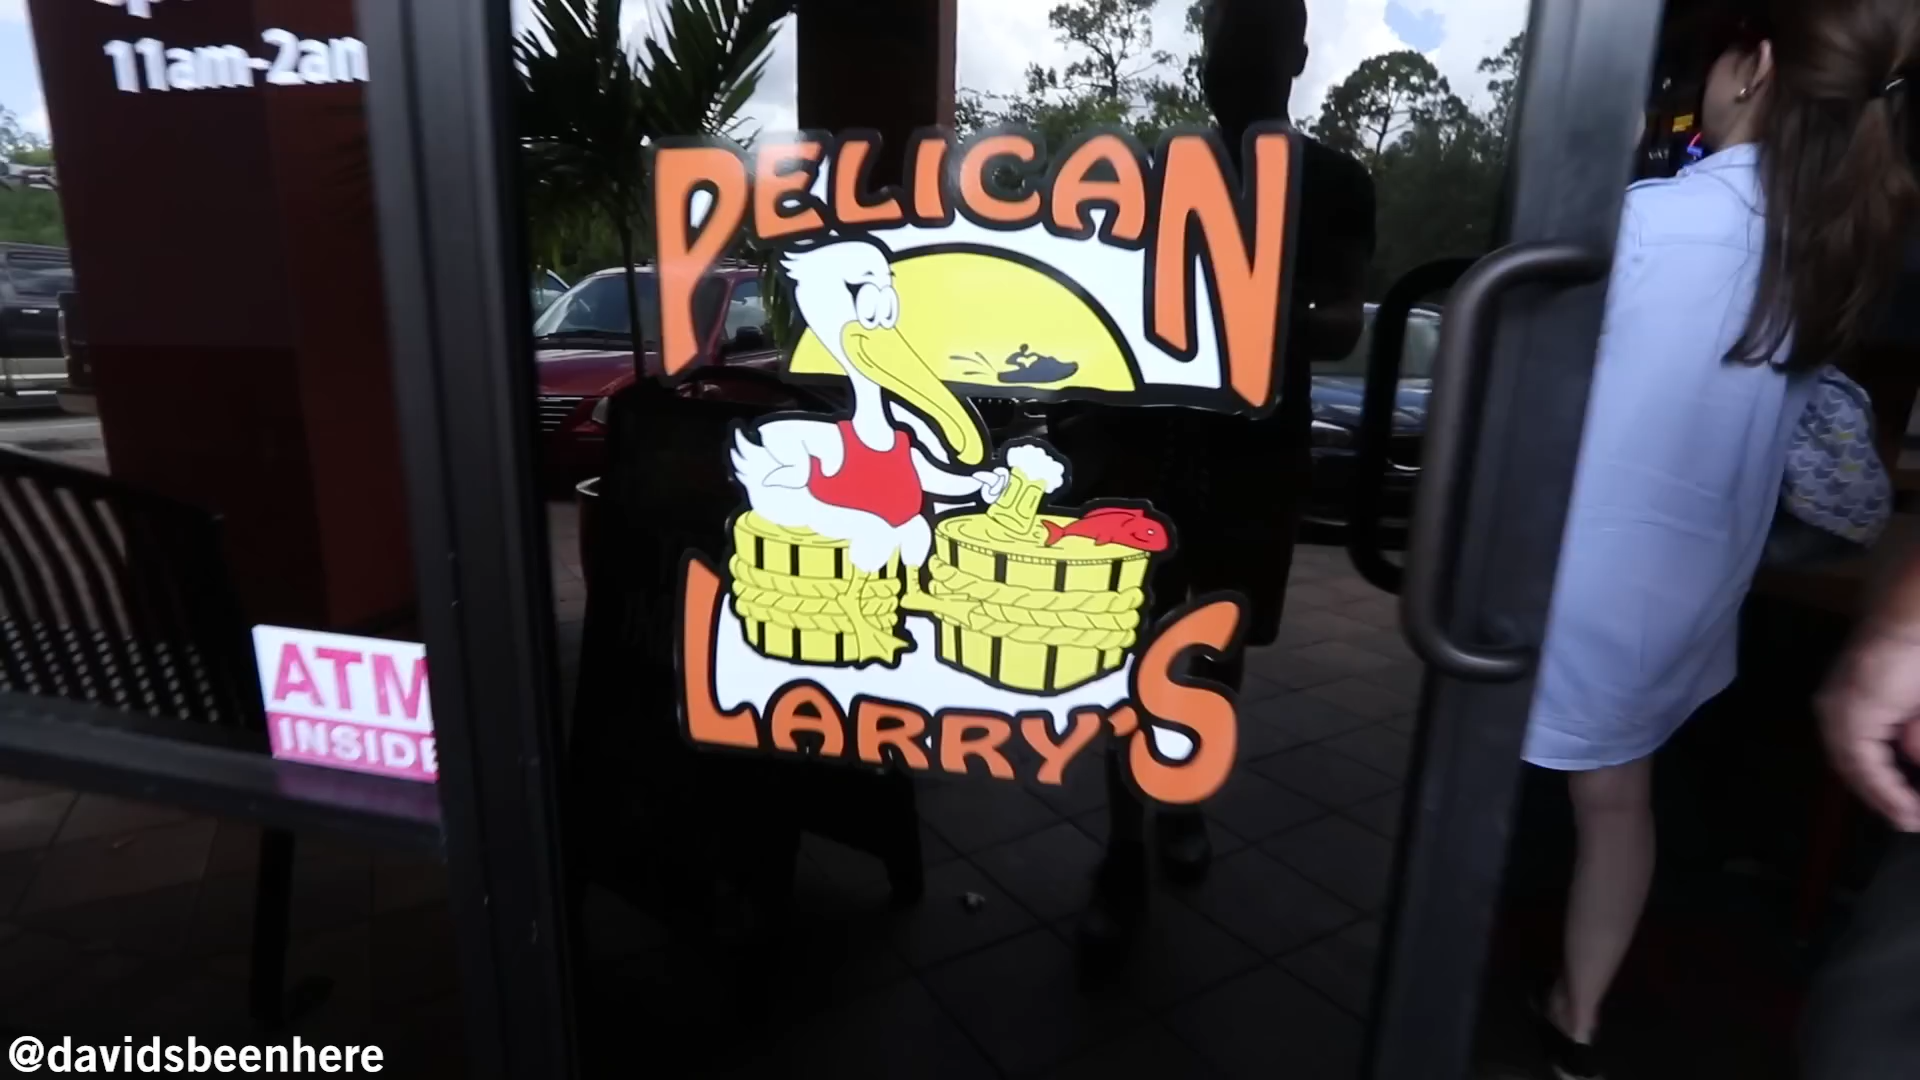 11am-2am
PELICAN
LARRY'S
ATM
INSIDE
@davidsbeenhere